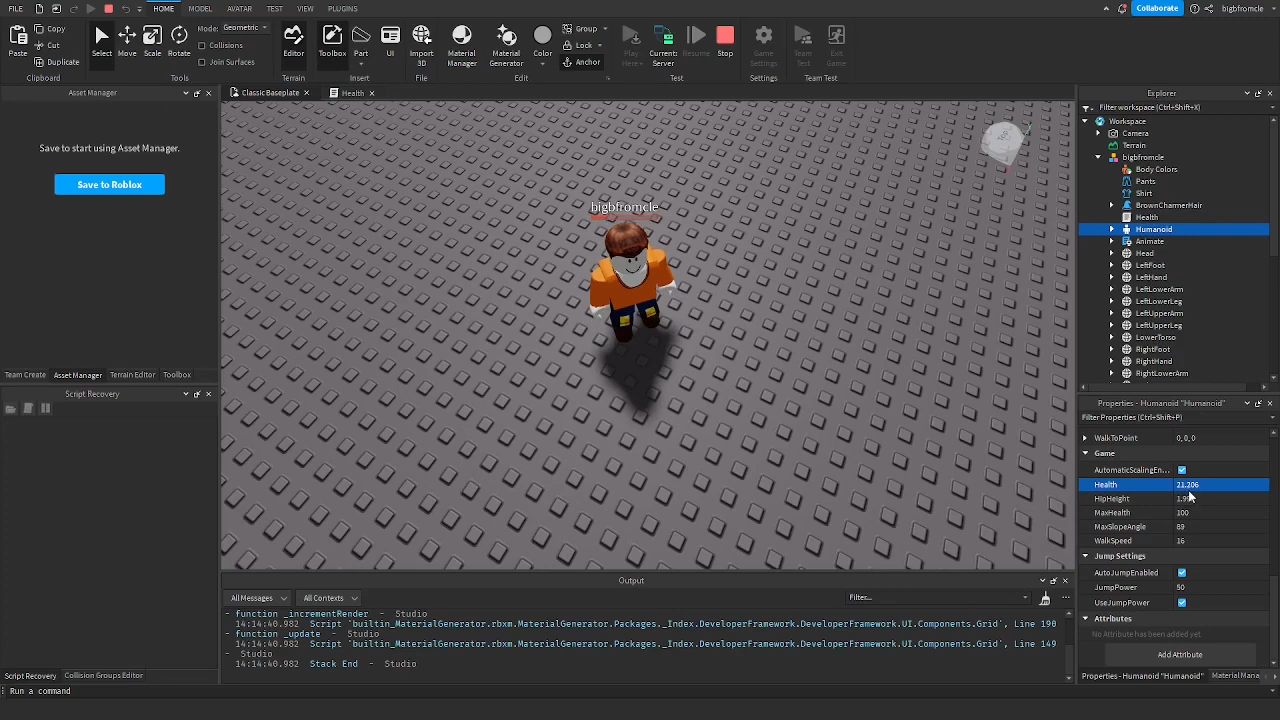 FILE
HOME
MODEL
AVATAR
TEST
VIEW
PLUGINS
Collaborate
bigbfromcle
Paste
Copy
Cut
Duplicate
Clipboard
Select
Move
Scale
Rotate
Mode: Geometric
Collisions
Join Surfaces
Tools
Editor
Terrain
Toolbox
Part
UI
Insert
Import
3D
File
Material
Manager
Material
Generator
Color
Group
Lock
Anchor
Edit
Play
Here
Current:
Server
Resume
Stop
Test
Game
Settings
Settings
Team
Test
Exit
Game
Team Test
Asset Manager
Save to start using Asset Manager.
Save to Roblox
Team Create
Asset Manager
Terrain Editor
Toolbox
Script Recovery
Script Recovery
Collision Groups Editor
Run a command
ClassicBaseplate
Health
bigbfromcle
TOP
Output
All Messages
All Contexts
Filter...
- function _incrementRender - Studio
14:14:40.982 Script 'builtin_MaterialGenerator.rbxm.MaterialGenerator.Packages._Index.DeveloperFramework.DeveloperFramework.UI.Components.Grid', Line 190
- function _update - Studio
14:14:40.982 Script 'builtin_MaterialGenerator.rbxm.MaterialGenerator.Packages._Index.DeveloperFramework.DeveloperFramework.UI.Components.Grid', Line 149
- Studio
14:14:40.982 Stack End - Studio
Explorer
Filter workspace (Ctrl+Shift+X)
Workspace
Camera
Terrain
bigbfromcle
Body Colors
Pants
Shirt
BrownCharmerHair
Health
Humanoid
Animate
Head
LeftFoot
LeftHand
LeftLowerArm
LeftLowerLeg
LeftUpperArm
LeftUpperLeg
LowerTorso
RightFoot
RightHand
RightLowerArm
Properties - Humanoid "Humanoid"
Filter Properties (Ctrl+Shift+P)
WalkToPoint 0, 0, 0
Game
AutomaticScalingEn...
Health 21.206
HipHeight
MaxHealth 100
MaxSlopeAngle 89
WalkSpeed 16
Jump Settings
AutoJumpEnabled
JumpPower 50
UseJumpPower
Attributes
No Attribute has been added yet
Add Attribute
Properties - Humanoid "Humanoid"
Material Mana